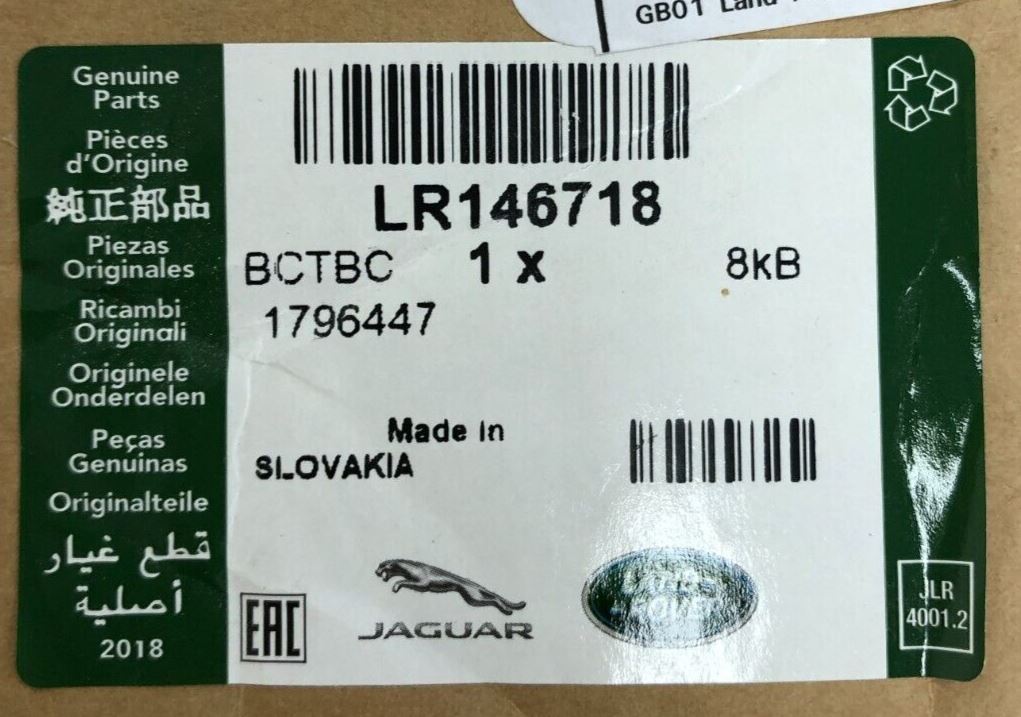 GB01 Land
Genuine
Parts
Pièces
d'Origine
純正部品
Piezas
Originales
Ricambi
Originali
Originele
Onderdelen
Peças
Genuinas
Originalteile
قطع غيار
أصلية
2018
LR146718
BCTBC 1 x 8kB
1796447
Made in
SLOVAKIA
EAC
JAGUAR
LAND
ROVER
JLR
4001.2